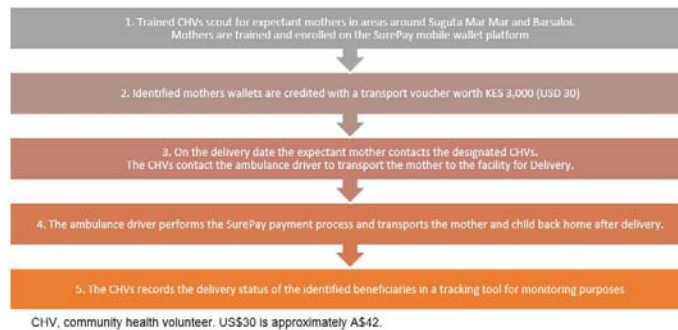 1. Trained CHVs scout for expectant mothers in areas around Suguta Mar Mar and Barsaloi.
Mothers are trained and enrolled on the SurePay mobile wallet platform
2. Identified mothers wallets are credited with a transport voucher worth KES 3,000 (USD 30)
3. On the delivery date the expectant mother contacts the designated CHVs.
The CHVs contact the ambulance driver to transport the mother to the facility for Delivery.
4. The ambulance driver performs the SurePay payment process and transports the mother and child back home after delivery.
5. The CHVs records the delivery status of the identified beneficiaries in a tracking tool for monitoring purposes
CHV, community health volunteer. US$30 is approximately A$42.